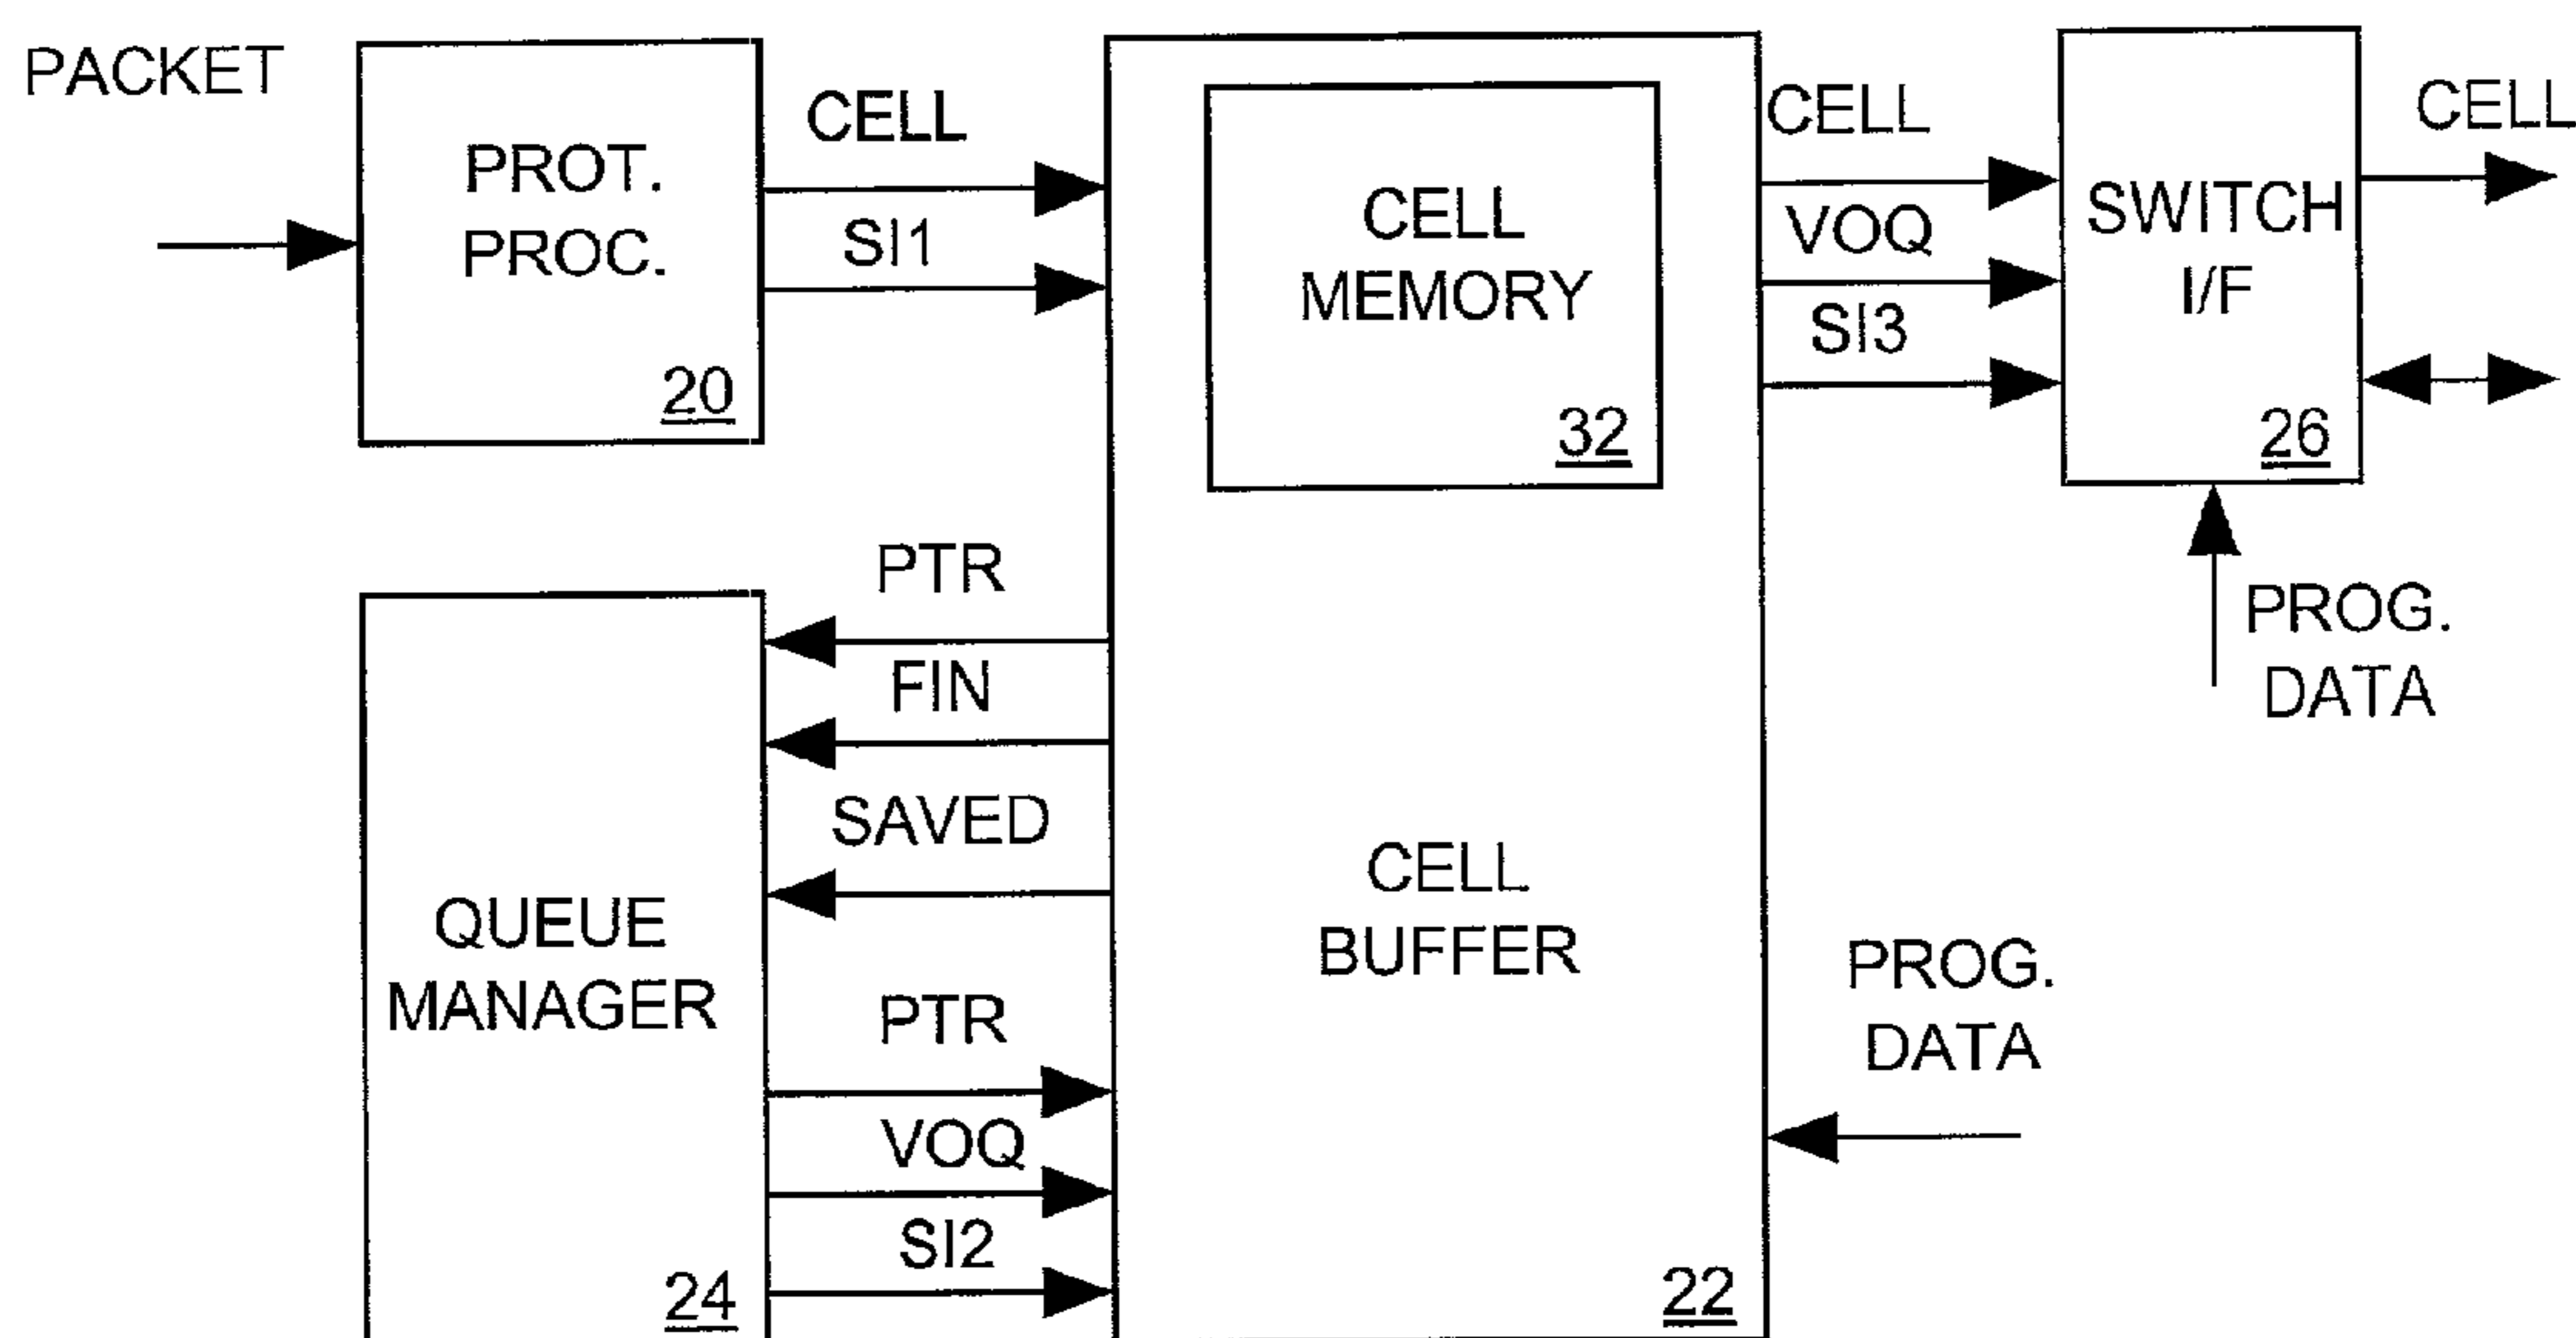 PACKET
PROT.
PROC.
20
CELL
SI1
CELL
MEMORY
32
CELL
VOQ
SI3
SWITCH
I/F
26
CELL
PROG.
DATA
PTR
FIN
SAVED
PTR
VOQ
SI2
QUEUE
MANAGER
24
CELL
BUFFER
22
PROG.
DATA